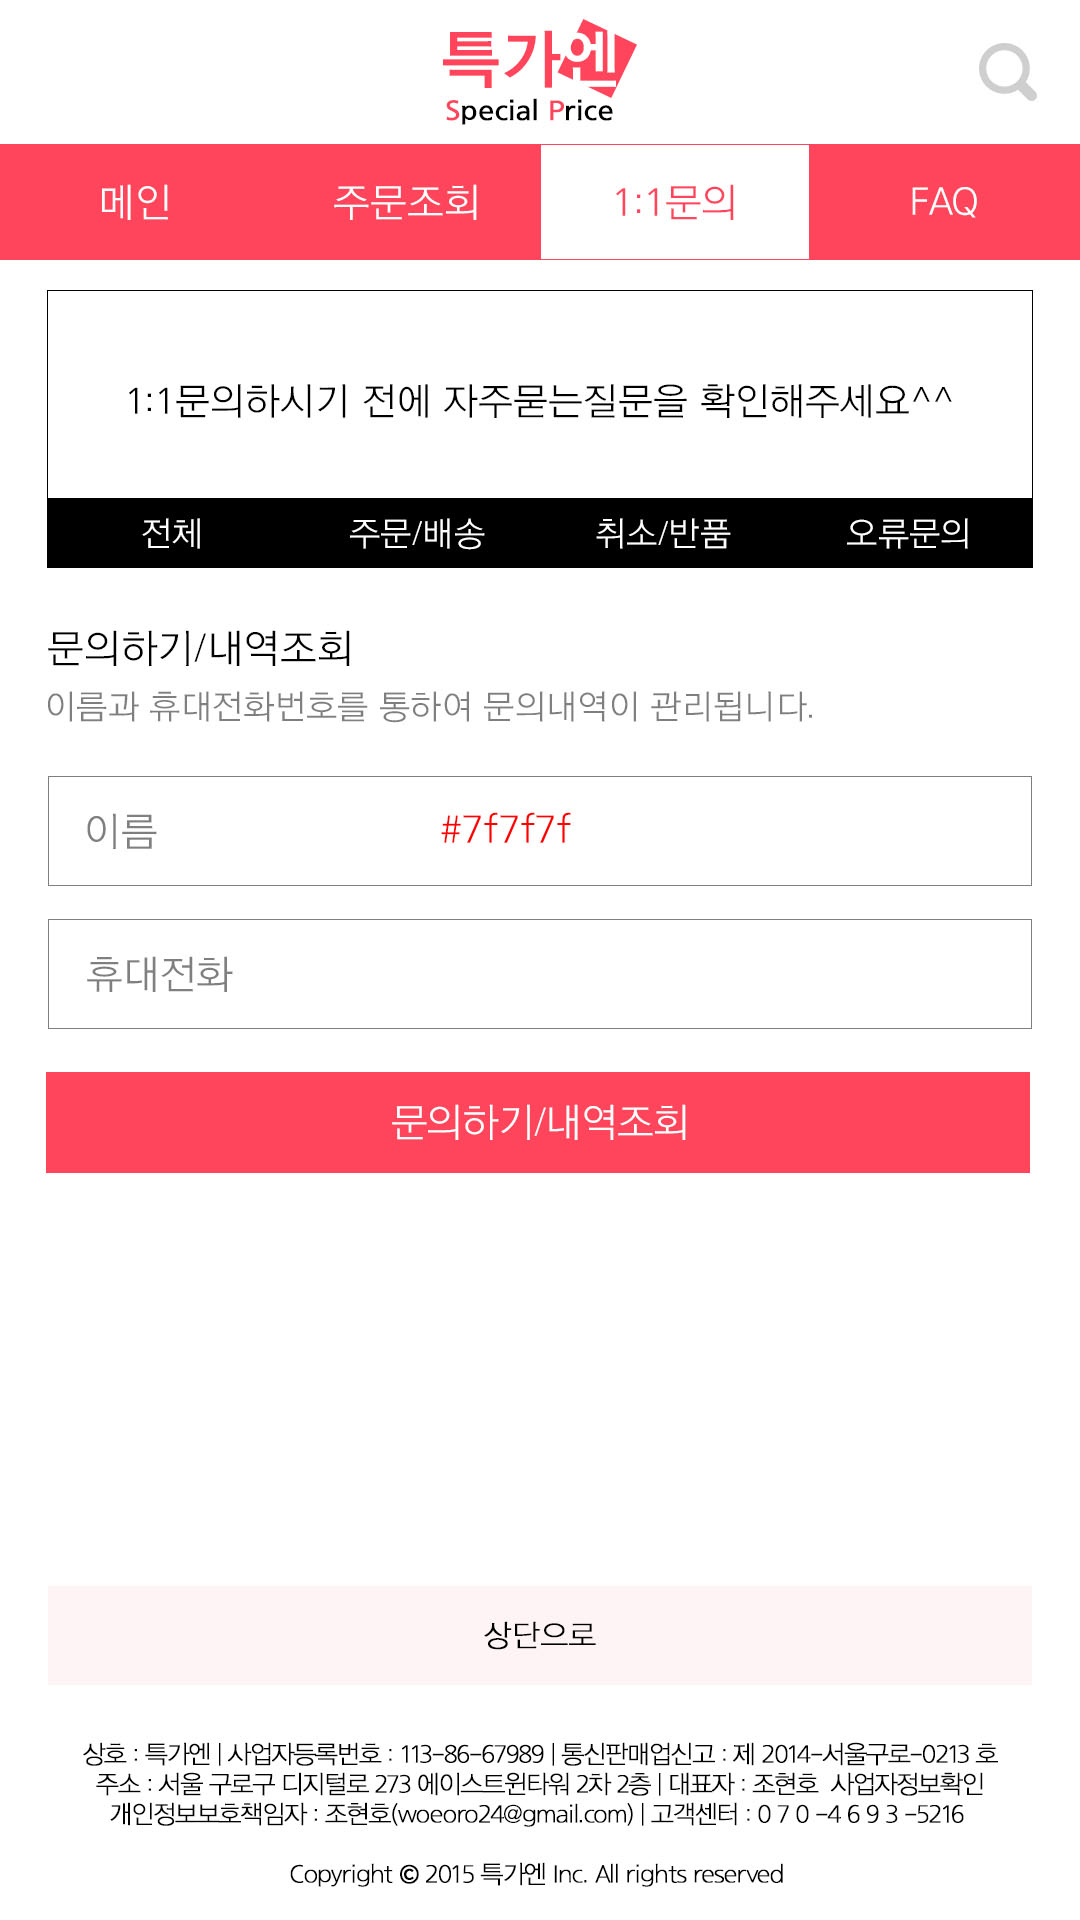 특가엔
Special Price
메인 주문조회 1:1문의 FAQ
1:1문의하시기 전에 자주묻는질문을 확인해주세요^^
전체 주문/배송 취소/반품 오류문의
문의하기/내역조회
이름과 휴대전화번호를 통하여 문의내역이 관리됩니다.
이름 #7f7f7f
휴대전화
문의하기/내역조회
상단으로
상호 : 특가엔 | 사업자등록번호 : 113-86-67989 | 통신판매업신고 : 제 2014-서울구로-0213 호
주소 : 서울 구로구 디지털로 273 에이스트윈타워 2차 2층 | 대표자 : 조현호 사업자정보확인
개인정보보호책임자 : 조현호(woeoro24@gmail.com) | 고객센터 : 0 7 0 -4 6 9 3 -5216
Copyright © 2015 특가엔 Inc. All rights reserved